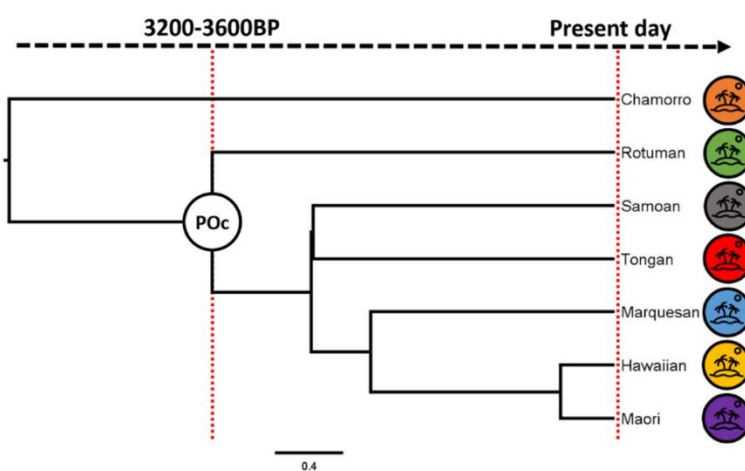 3200-3600BP
Present day
Chamorro
Rotuman
POc
Samoan
Tongan
Marquesan
Hawaiian
Maori
0.4